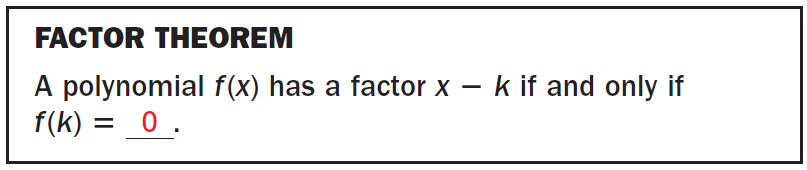 FACTOR THEOREM
A polynomial f(x) has a factor x − k if and only if
f(k) = 0 .